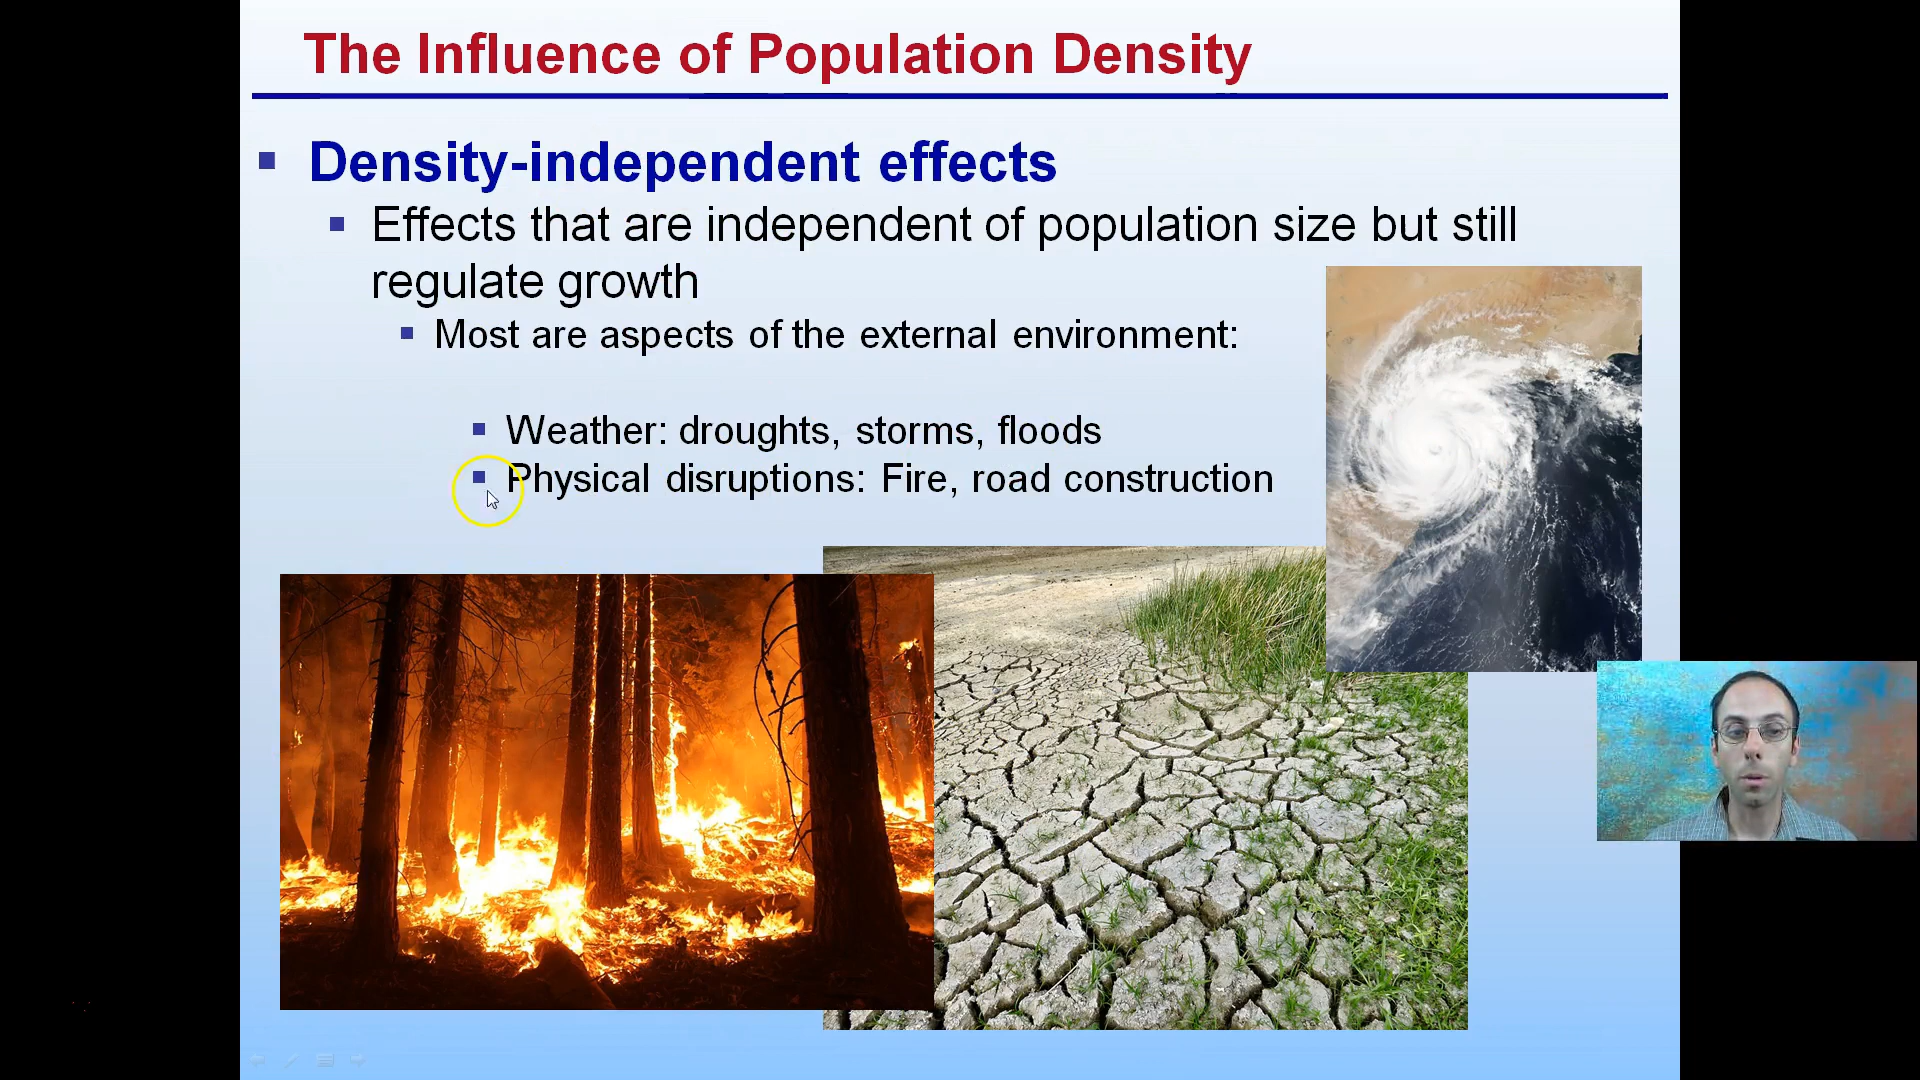 The Influence of Population Density
Density-independent effects
Effects that are independent of population size but still
regulate growth
Most are aspects of the external environment:
Weather: droughts, storms, floods
Physical disruptions: Fire, road construction